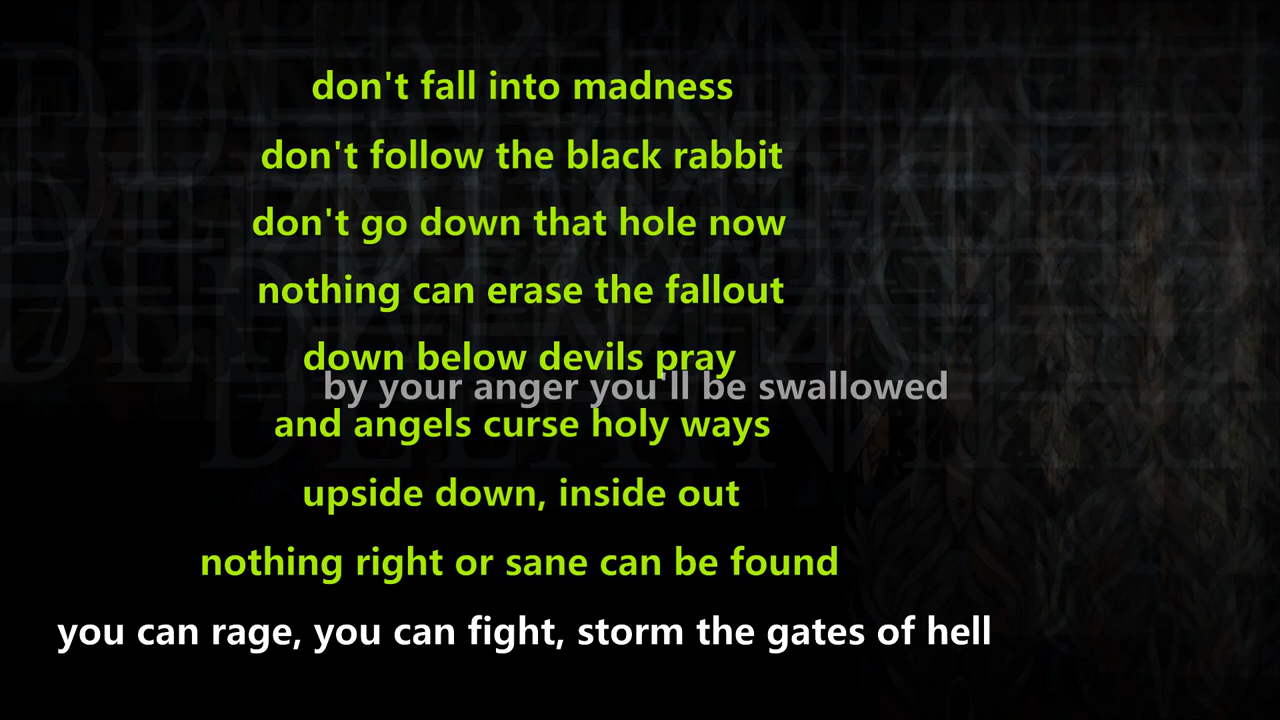 don't fall into madness
don't follow the black rabbit
don't go down that hole now
nothing can erase the fallout
down below devils pray
by your anger you'll be swallowed
and angels curse holy ways
upside down, inside out
nothing right or sane can be found
you can rage, you can fight, storm the gates of hell